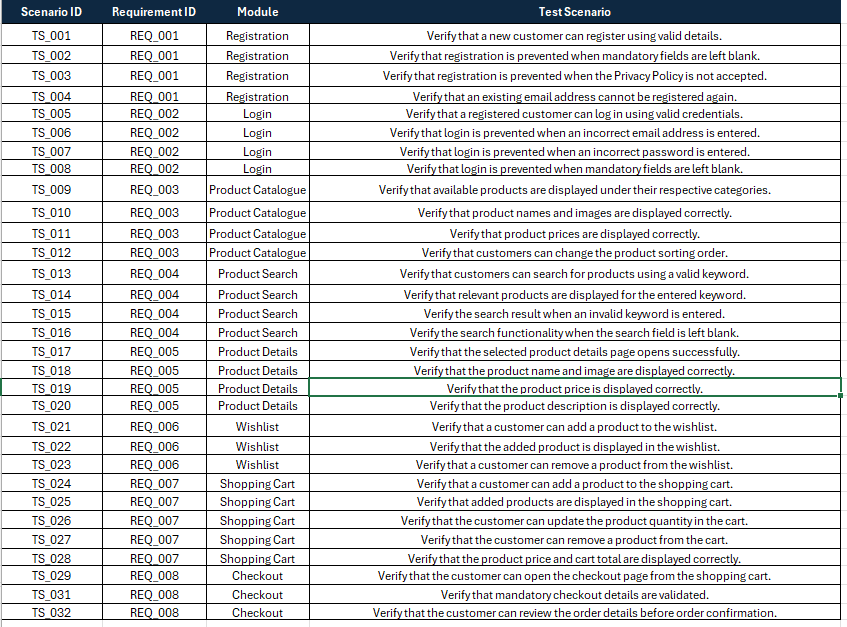 Scenario ID Requirement ID Module Test Scenario
TS_001 REQ_001 Registration Verify that a new customer can register using valid details.
TS_002 REQ_001 Registration Verify that registration is prevented when mandatory fields are left blank.
TS_003 REQ_001 Registration Verify that registration is prevented when the Privacy Policy is not accepted.
TS_004 REQ_001 Registration Verify that an existing email address cannot be registered again.
TS_005 REQ_002 Login Verify that a registered customer can log in using valid credentials.
TS_006 REQ_002 Login Verify that login is prevented when an incorrect email address is entered.
TS_007 REQ_002 Login Verify that login is prevented when an incorrect password is entered.
TS_008 REQ_002 Login Verify that login is prevented when mandatory fields are left blank.
TS_009 REQ_003 Product Catalogue Verify that available products are displayed under their respective categories.
TS_010 REQ_003 Product Catalogue Verify that product names and images are displayed correctly.
TS_011 REQ_003 Product Catalogue Verify that product prices are displayed correctly.
TS_012 REQ_003 Product Catalogue Verify that customers can change the product sorting order.
TS_013 REQ_004 Product Search Verify that customers can search for products using a valid keyword.
TS_014 REQ_004 Product Search Verify that relevant products are displayed for the entered keyword.
TS_015 REQ_004 Product Search Verify the search result when an invalid keyword is entered.
TS_016 REQ_004 Product Search Verify the search functionality when the search field is left blank.
TS_017 REQ_005 Product Details Verify that the selected product details page opens successfully.
TS_018 REQ_005 Product Details Verify that the product name and image are displayed correctly.
TS_019 REQ_005 Product Details Verify that the product price is displayed correctly.
TS_020 REQ_005 Product Details Verify that the product description is displayed correctly.
TS_021 REQ_006 Wishlist Verify that a customer can add a product to the wishlist.
TS_022 REQ_006 Wishlist Verify that the added product is displayed in the wishlist.
TS_023 REQ_006 Wishlist Verify that a customer can remove a product from the wishlist.
TS_024 REQ_007 Shopping Cart Verify that a customer can add a product to the shopping cart.
TS_025 REQ_007 Shopping Cart Verify that added products are displayed in the shopping cart.
TS_026 REQ_007 Shopping Cart Verify that the customer can update the product quantity in the cart.
TS_027 REQ_007 Shopping Cart Verify that the customer can remove a product from the cart.
TS_028 REQ_007 Shopping Cart Verify that the product price and cart total are displayed correctly.
TS_029 REQ_008 Checkout Verify that the customer can open the checkout page from the shopping cart.
TS_031 REQ_008 Checkout Verify that mandatory checkout details are validated.
TS_032 REQ_008 Checkout Verify that the customer can review the order details before order confirmation.